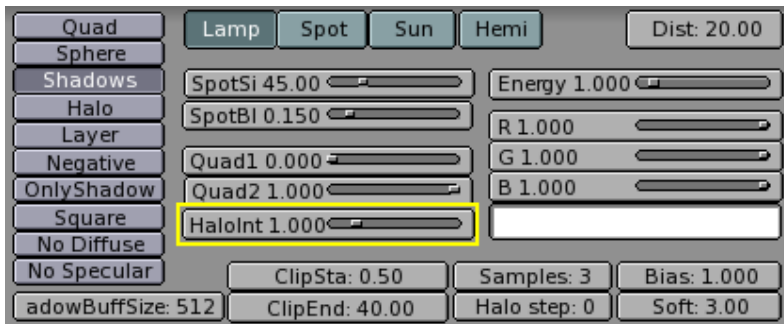 Quad
Sphere
Shadows
Halo
Layer
Negative
OnlyShadow
Square
No Diffuse
No Specular
adowBuffSize: 512
Lamp Spot Sun Hemi Dist: 20.00
SpotSi 45.00
SpotBl 0.150
Quad1 0.000
Quad2 1.000
HaloInt 1.000
Energy 1.000
R 1.000
G 1.000
B 1.000
ClipSta: 0.50 Samples: 3 Bias: 1.000
ClipEnd: 40.00 Halo step: 0 Soft: 3.00